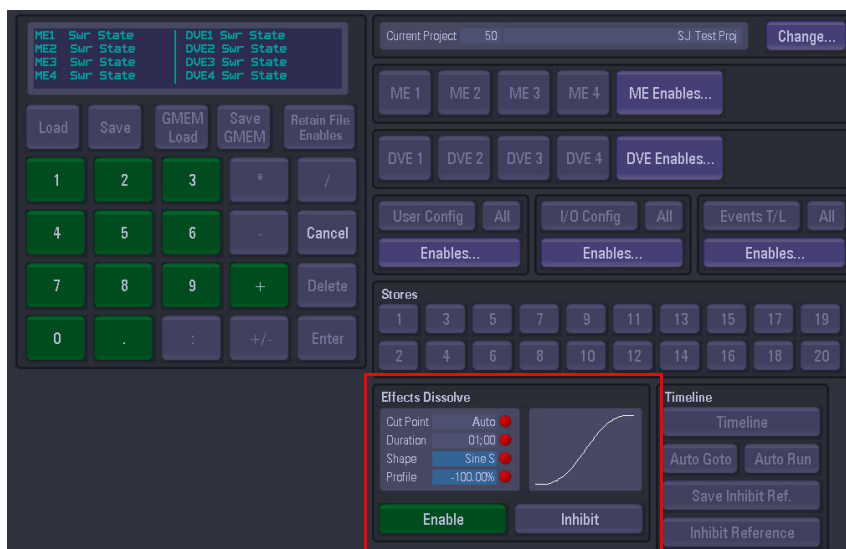 ME1 Swr State DVE1 Swr State
ME2 Swr State DVE2 Swr State
ME3 Swr State DVE3 Swr State
ME4 Swr State DVE4 Swr State
Load Save GMEM Load Save GMEM Retain File Enables
1 2 3 * /
4 5 6 - Cancel
7 8 9 + Delete
0 . : +/- Enter
Current Project 50 SJ Test Proj Change...
ME 1 ME 2 ME 3 ME 4 ME Enables...
DVE 1 DVE 2 DVE 3 DVE 4 DVE Enables...
User Config All I/O Config All Events T/L All
Enables... Enables... Enables...
Stores
1 3 5 7 9 11 13 15 17 19
2 4 6 8 10 12 14 16 18 20
Effects Dissolve
Cut Point Auto
Duration 01;00
Shape Sine S
Profile -100.00%
Enable Inhibit
Timeline
Timeline
Auto Goto Auto Run
Save Inhibit Ref.
Inhibit Reference